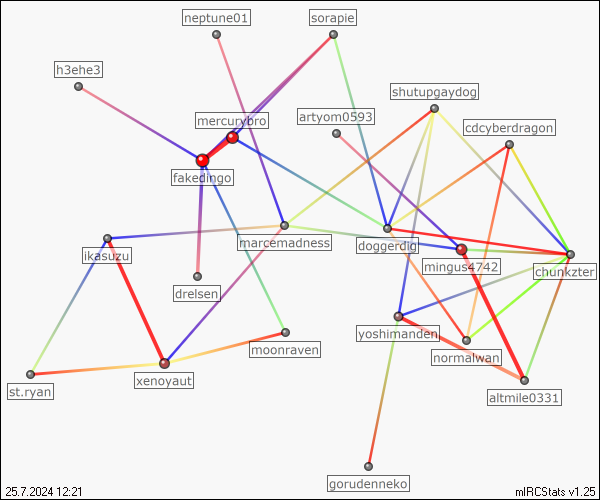 neptune01
sorapie
h3ehe3
shutupgaydog
mercurybro
artyom0593
cdcyberdragon
fakedingo
marcemadness
doggerdig
ikasuzu
mingus4742
chunkzter
drelsen
yoshimanden
moonraven
normalwan
xenoyaut
st.ryan
altmile0331
gorudenneko
25.7.2024 12:21
mIRCStats v1.25